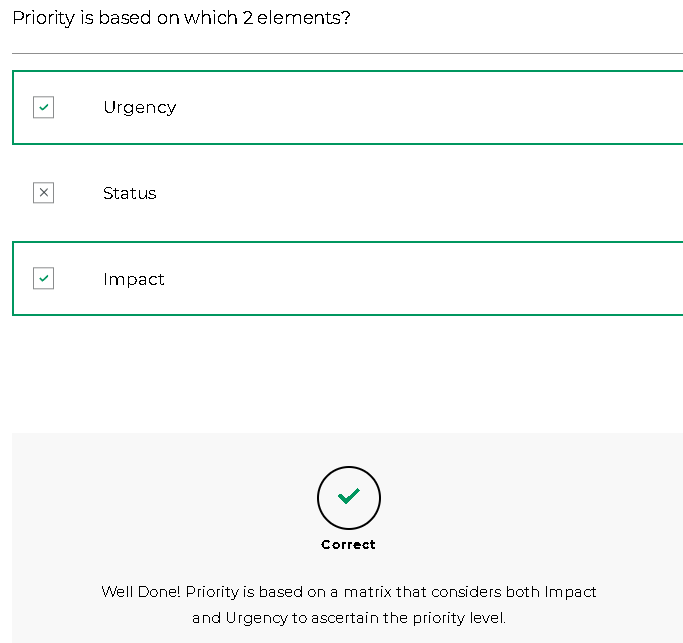 Priority is based on which 2 elements?
Urgency
Status
Impact
Correct
Well Done! Priority is based on a matrix that considers both Impact
and Urgency to ascertain the priority level.